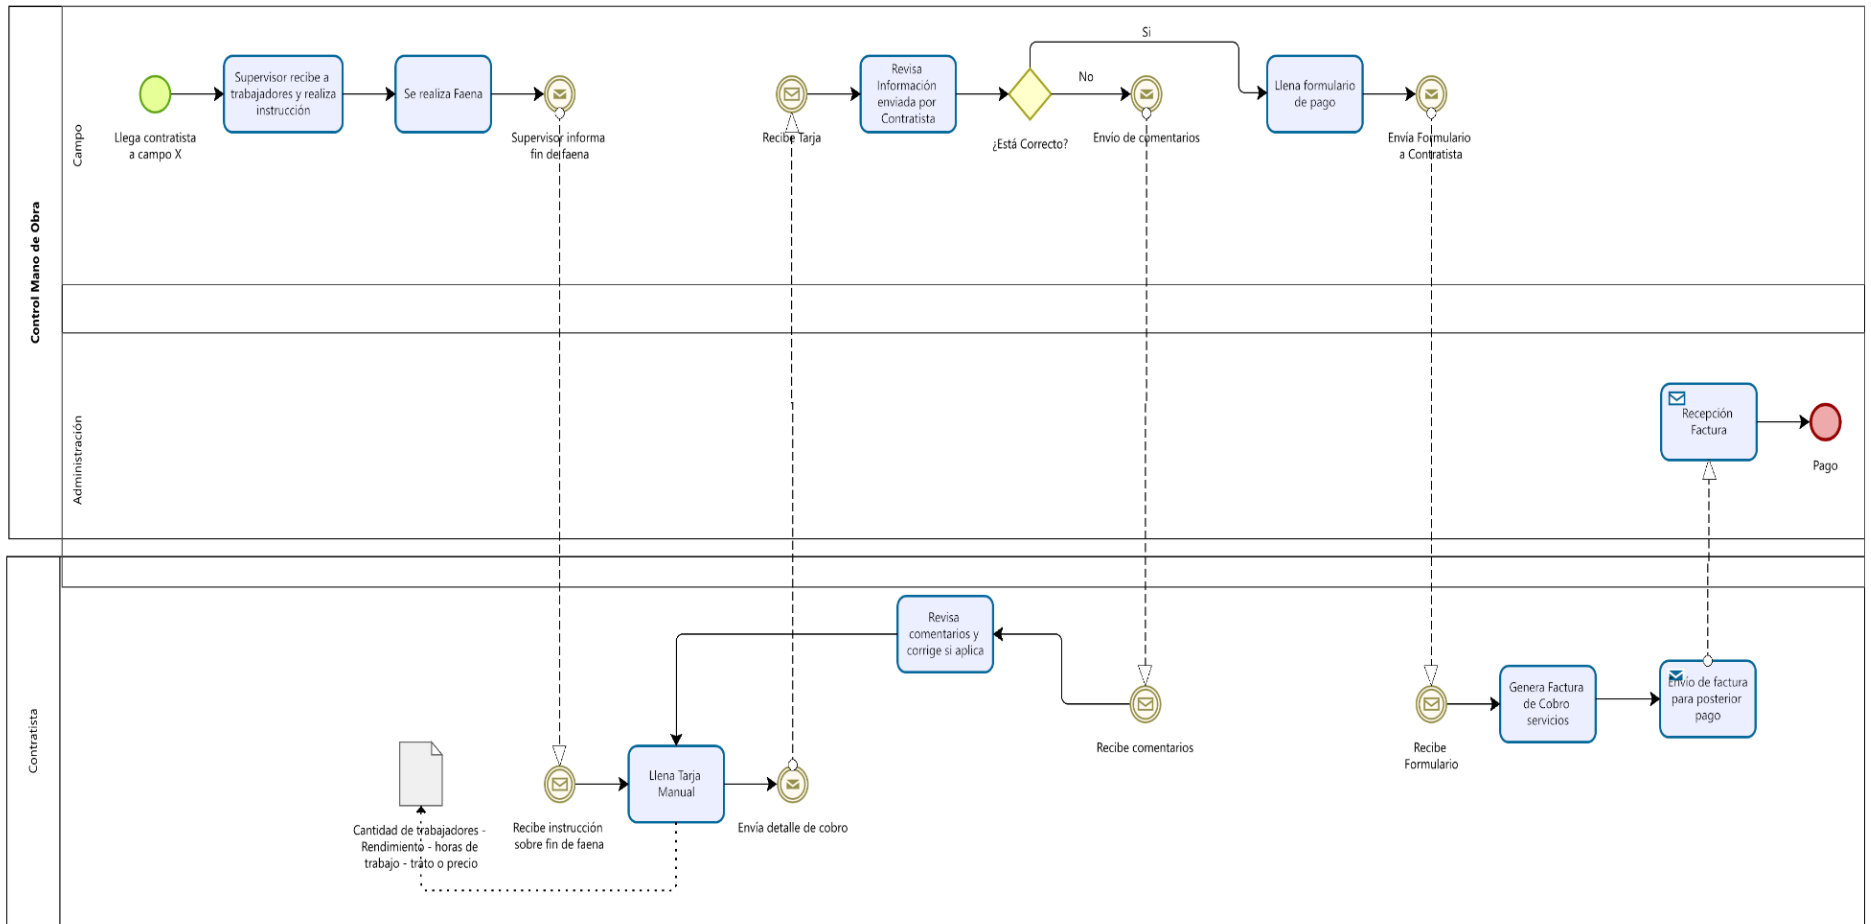 Control Mano de Obra
Campo
Llega contratista
a campo X
Supervisor recibe a
trabajadores y realiza
instrucción
Se realiza Faena
Supervisor informa
fin de faena
Recibe Tarja
Revisa
Información
enviada por
Contratista
¿Está Correcto?
Si
No
Envío de comentarios
Llena formulario
de pago
Envía Formulario
a Contratista
Administración
Recepción
Factura
Pago
Contratista
Cantidad de trabajadores -
Rendimiento - horas de
trabajo - trato o precio
Recibe instrucción
sobre fin de faena
Llena Tarja
Manual
Envía detalle de cobro
Revisa
comentarios y
corrige si aplica
Recibe comentarios
Recibe
Formulario
Genera Factura
de Cobro
servicios
Envío de factura
para posterior
pago